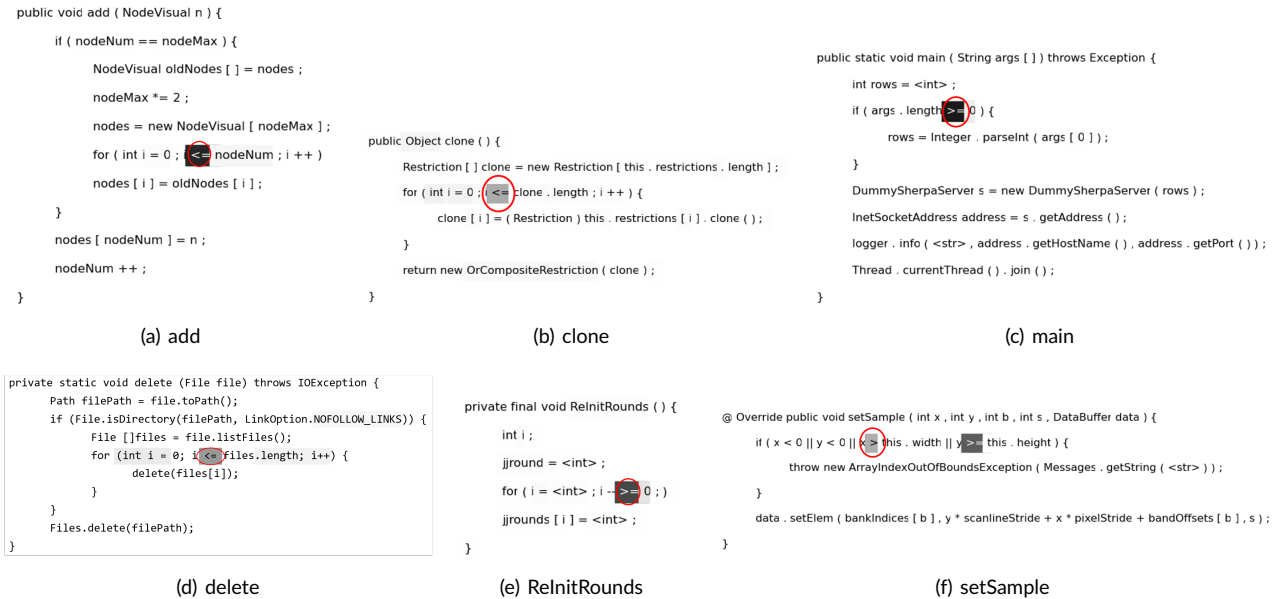 public void add ( NodeVisual n ) {
if ( nodeNum == nodeMax ) {
NodeVisual oldNodes [ ] = nodes ;
nodeMax *= 2 ;
nodes = new NodeVisual [ nodeMax ] ;
for ( int i = 0 ; i <= nodeNum ; i ++ )
nodes [ i ] = oldNodes [ i ] ;
}
nodes [ nodeNum ] = n ;
nodeNum ++ ;
}
(a) add
public Object clone ( ) {
Restriction [ ] clone = new Restriction [ this . restrictions . length ] ;
for ( int i = 0 ; i <= clone . length ; i ++ ) {
clone [ i ] = ( Restriction ) this . restrictions [ i ] . clone ( ) ;
}
return new OrCompositeRestriction ( clone ) ;
}
(b) clone
public static void main ( String args [ ] ) throws Exception {
int rows = <int> ;
if ( args . length >= 0 ) {
rows = Integer . parseInt ( args [ 0 ] ) ;
}
DummySherpaServer s = new DummySherpaServer ( rows ) ;
InetSocketAddress address = s . getAddress ( ) ;
logger . info ( <str> , address . getHostName ( ) , address . getPort ( ) ) ;
Thread . currentThread ( ) . join ( ) ;
}
(c) main
private static void delete (File file) throws IOException {
Path filePath = file.toPath();
if (File.isDirectory(filePath, LinkOption.NOFOLLOW_LINKS)) {
File []files = file.listFiles();
for (int i = 0; i <= files.length; i++) {
delete(files[i]);
}
}
Files.delete(filePath);
}
(d) delete
private final void ReInitRounds ( ) {
int i ;
jjround = <int> ;
for ( i = <int> ; i -- >= 0 ; )
jjrounds [ i ] = <int> ;
}
(e) ReInitRounds
@ Override public void setSample ( int x , int y , int b , int s , DataBuffer data ) {
if ( x < 0 || y < 0 || x > this . width || y >= this . height ) {
throw new ArrayIndexOutOfBoundsException ( Messages . getString ( <str> ) ) ;
}
data . setElem ( bankIndices [ b ] , y * scanlineStride + x * pixelStride + bandOffsets [ b ] , s ) ;
}
(f) setSample